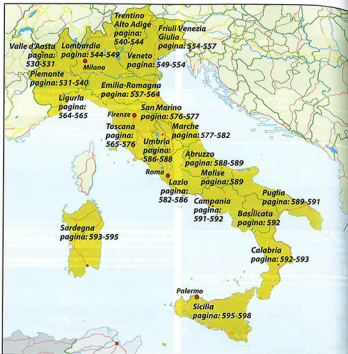 Trentino
Alto Adige
pagina:
540-544
Friuli Venezia
Giulia
pagina:554-557
Valle d'Aosta
pagina:
530-531
Lombardia
pagina: 544-549
Milano
Veneto
pagina: 549-554
Piemonte
pagina: 531-540
Emilia-Romagna
pagina: 557-564
Liguria
pagina:
564-565
San Marino
pagina: 576-577
Firenze
Toscana
pagina:
565-576
Marche
pagina: 577-582
Umbria
pagina:
586-588
Abruzzo
pagina: 588-589
Molise
pagina:589
Roma
Lazio
pagina:
582-586
Puglia
pagina :589-591
Campania
pagina:
591-592
Basilicata
pagina: 592
Sardegna
pagina: 593-595
Calabria
pagina: 592-593
Palermo
Sicilia
pagina: 595-598